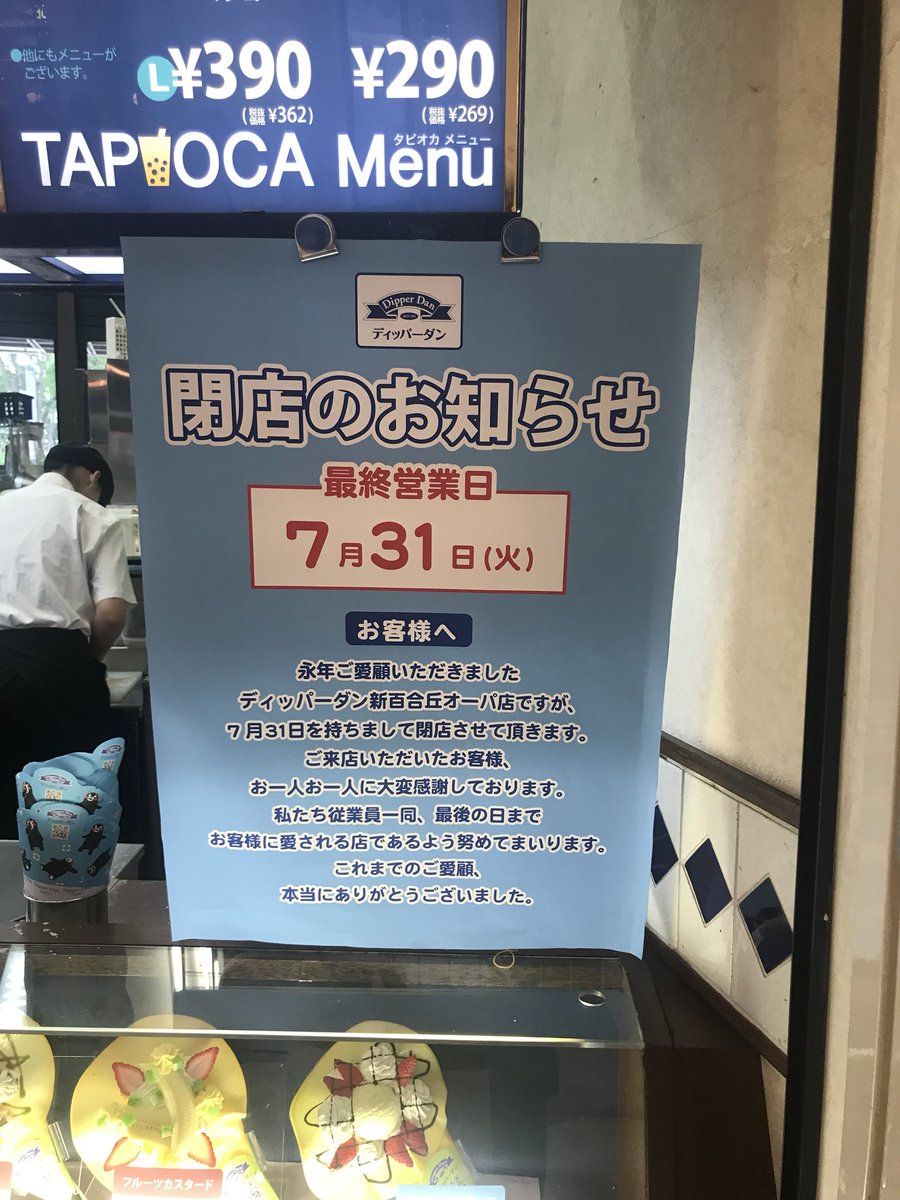 ●他にもメニューが
ございます。
L ¥390 ¥290
(税抜価格 ¥362) (税抜価格 ¥269)
タピオカ メニュー
TAPIOCA Menu
Dipper Dan
ディッパーダン
閉店のお知らせ
最終営業日
7月31日(火)
お客様へ
永年ご愛顧いただきました
ディッパーダン新百合丘オーパ店ですが、
7月31日を持ちまして閉店させて頂きます。
ご来店いただいたお客様、
お一人お一人に大変感謝しております。
私たち従業員一同、最後の日まで
お客様に愛される店であるよう努めてまいります。
これまでのご愛顧、
本当にありがとうございました。
フルーツカスタード